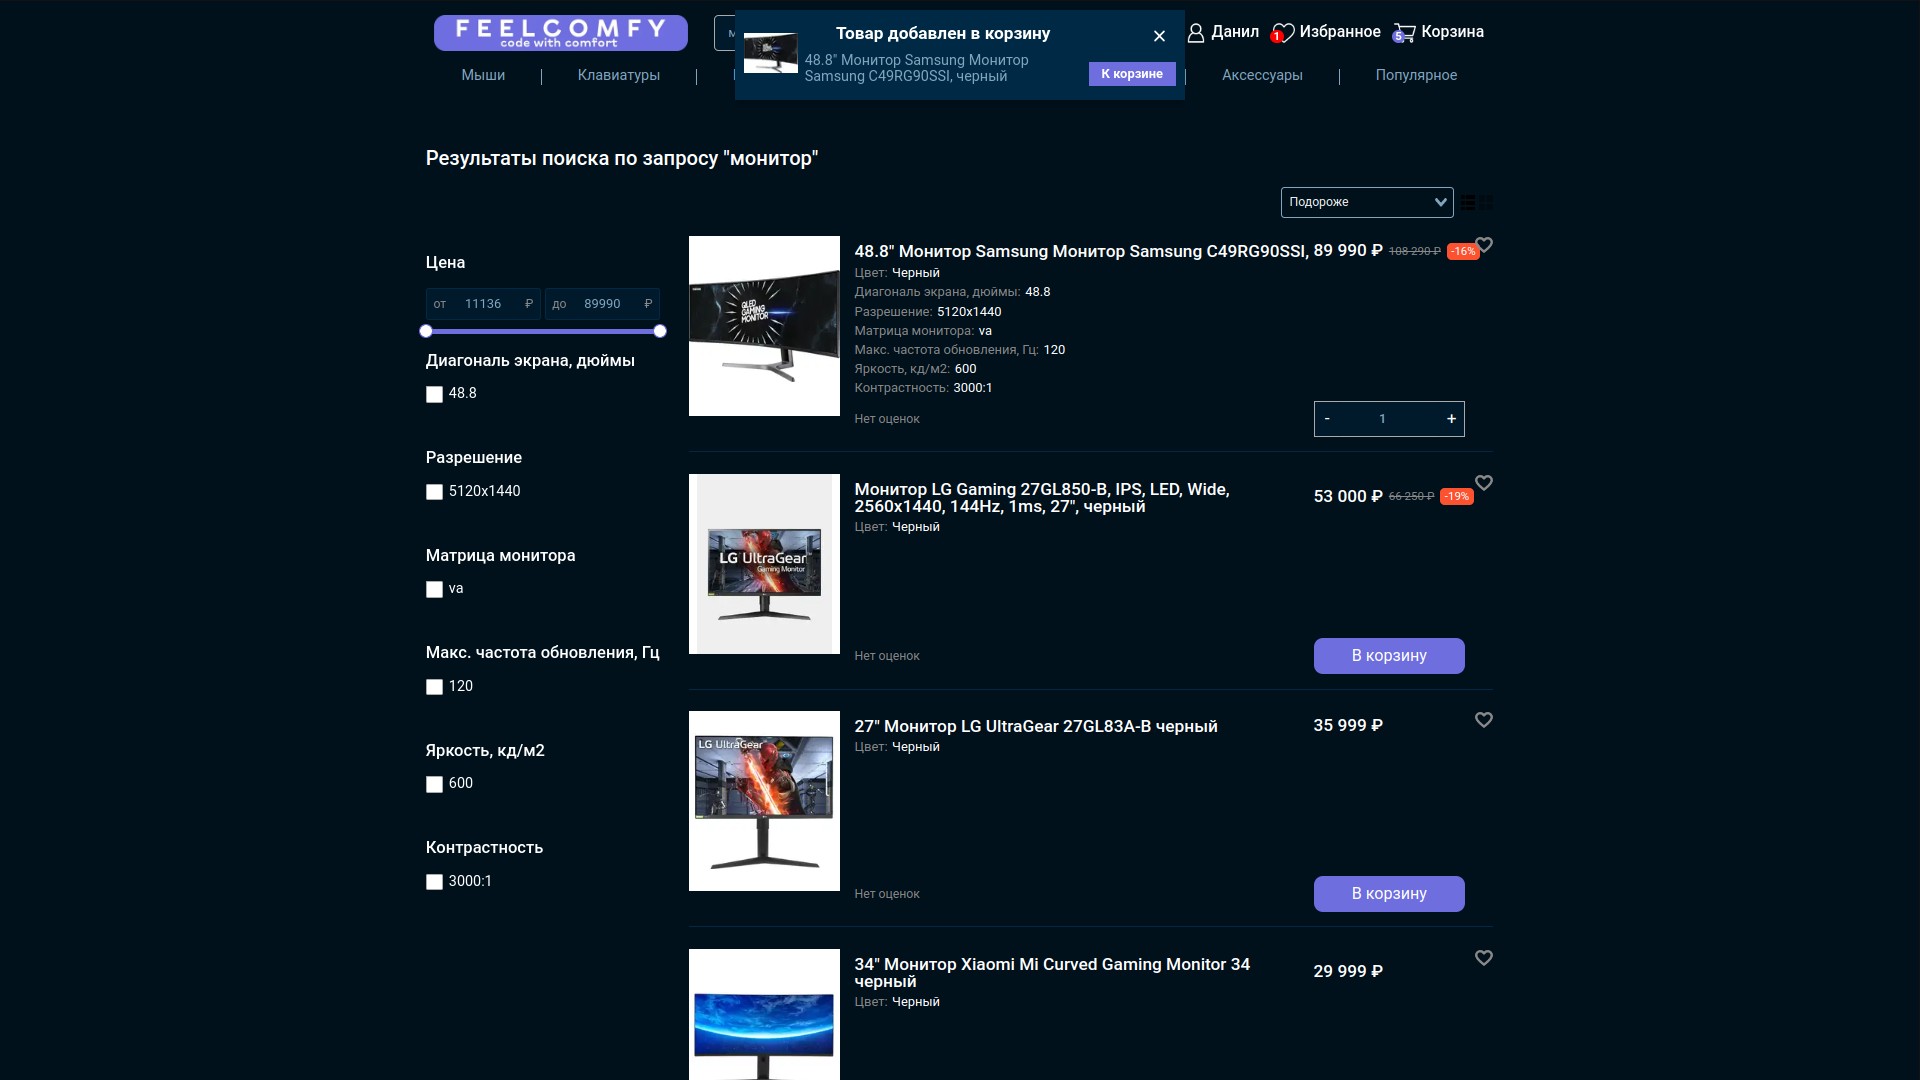 FEELCOMFY
code with comfort
Товар добавлен в корзину
48.8" Монитор Samsung Монитор
Samsung C49RG90SSI, черный
К корзине
Данил
1
Избранное
5
Корзина
Мыши
Клавиатуры
Аксессуары
Популярное
Результаты поиска по запросу "монитор"
Подороже
Цена
от 11136 ₽
до 89990 ₽
Диагональ экрана, дюймы
48.8
Разрешение
5120x1440
Матрица монитора
va
Макс. частота обновления, Гц
120
Яркость, кд/м2
600
Контрастность
3000:1
48.8" Монитор Samsung Монитор Samsung C49RG90SSI,
89 990 ₽ 108 290 ₽ -16%
Цвет: Черный
Диагональ экрана, дюймы: 48.8
Разрешение: 5120x1440
Матрица монитора: va
Макс. частота обновления, Гц: 120
Яркость, кд/м2: 600
Контрастность: 3000:1
Нет оценок
- 1 +
QLED
GAMING
MONITOR
Монитор LG Gaming 27GL850-B, IPS, LED, Wide,
2560x1440, 144Hz, 1ms, 27", черный
53 000 ₽ 66 250 ₽ -19%
Цвет: Черный
LG UltraGear
Gaming Monitor
Нет оценок
В корзину
27" Монитор LG UltraGear 27GL83A-B черный
35 999 ₽
Цвет: Черный
LG UltraGear
Нет оценок
В корзину
34" Монитор Xiaomi Mi Curved Gaming Monitor 34
черный
29 999 ₽
Цвет: Черный